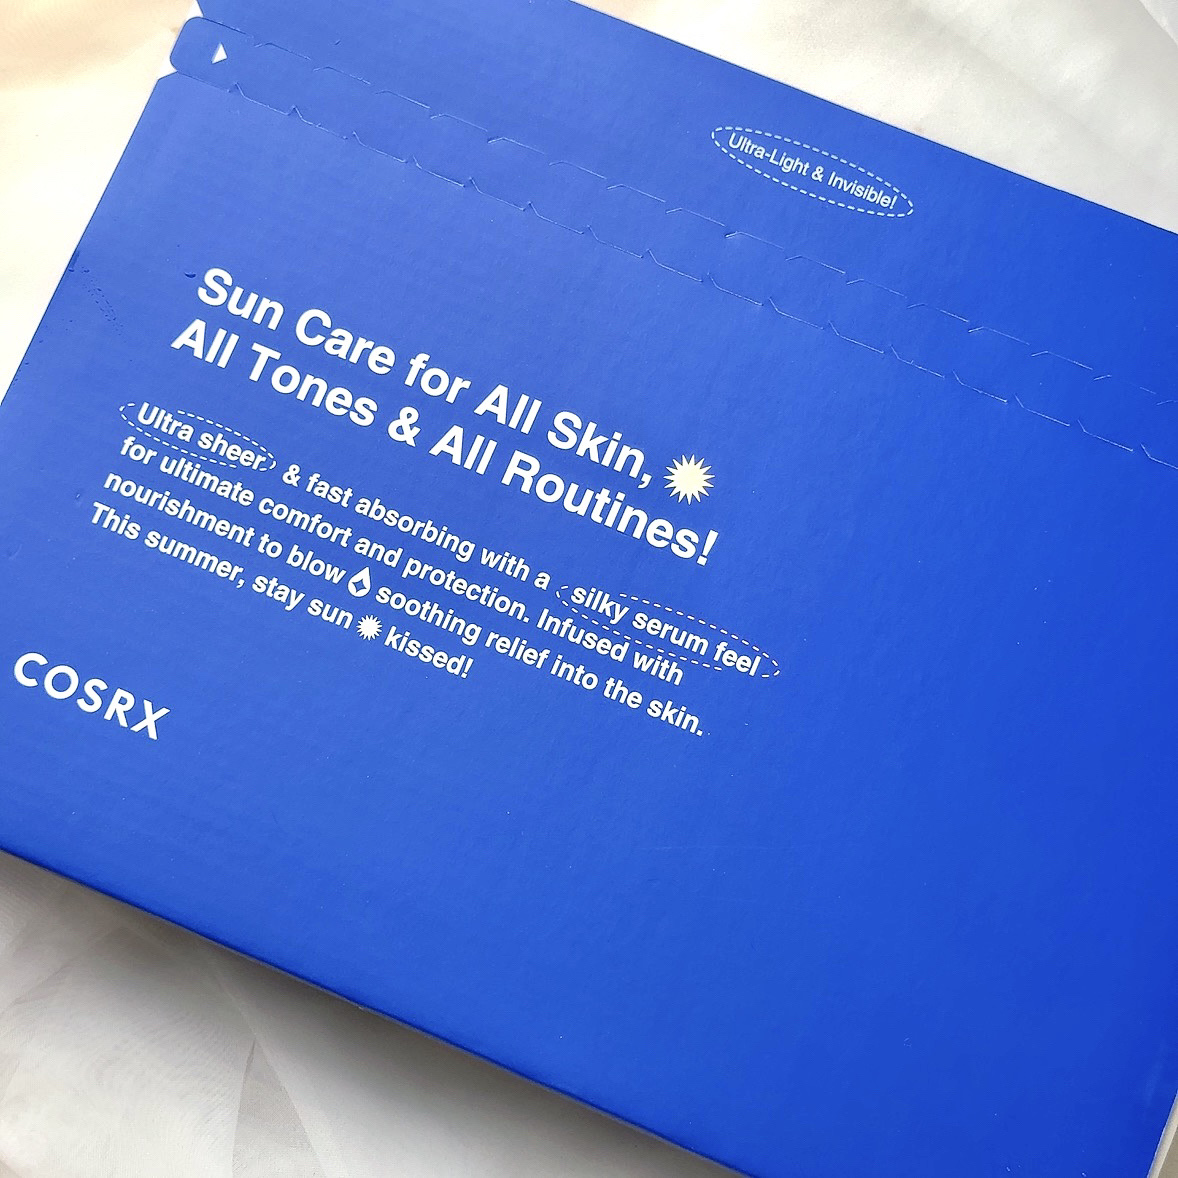 Ultra-Light & Invisible!
Sun Care for All Skin,
All Tones & All Routines!
Ultra sheer & fast absorbing with a silky serum feel
for ultimate comfort and protection. Infused with
nourishment to blow soothing relief into the skin.
This summer, stay sun kissed!
COSRX